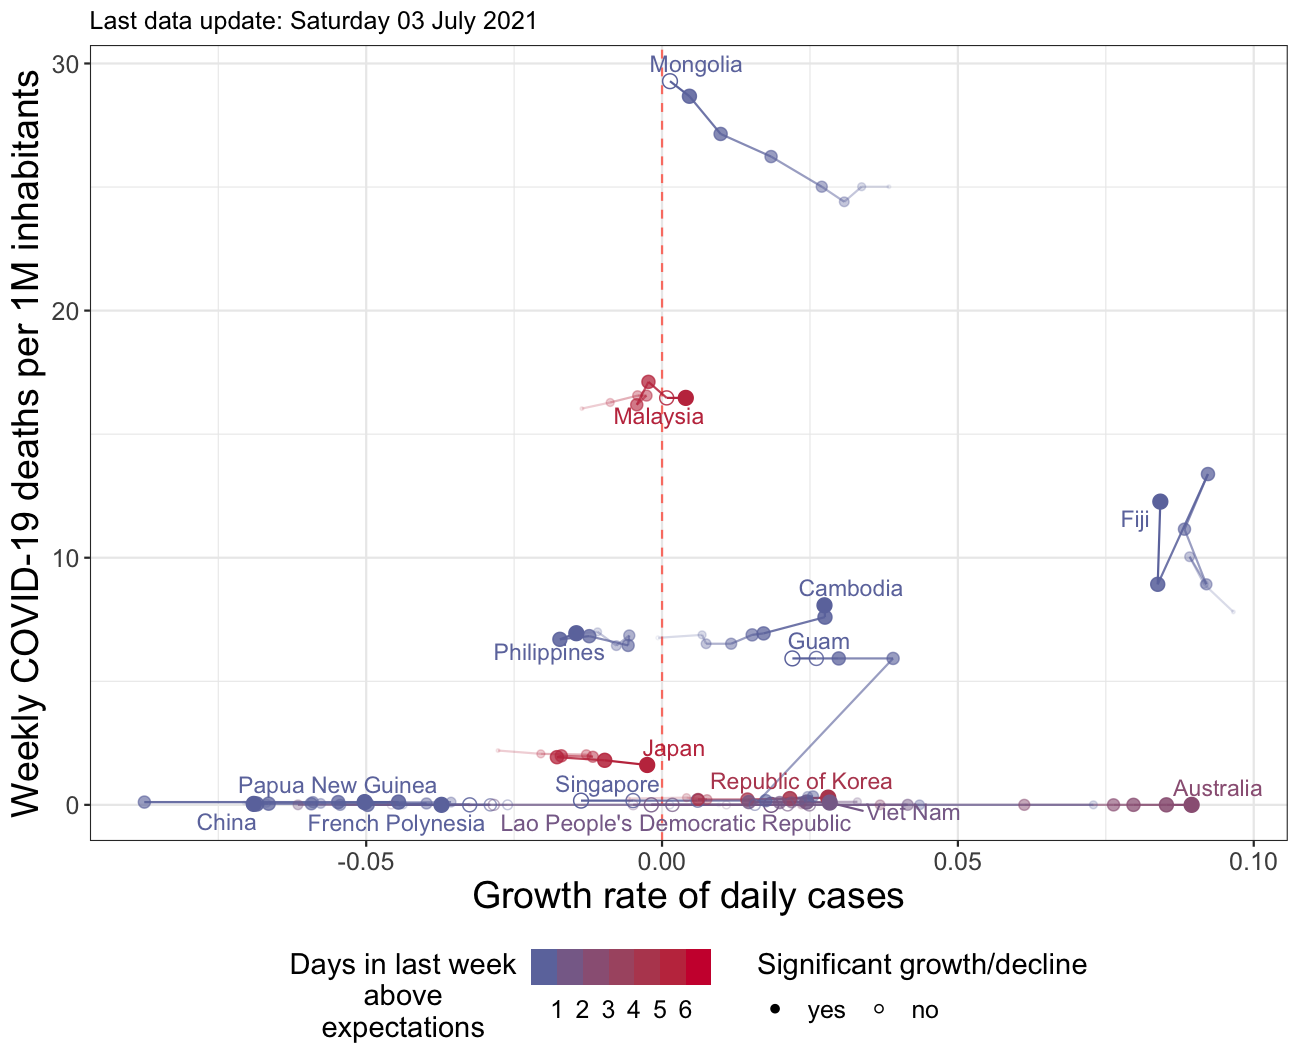 Last data update: Saturday 03 July 2021
Weekly COVID-19 deaths per 1M inhabitants
30
20
10
0
Mongolia
Malaysia
Fiji
Cambodia
Guam
Philippines
Japan
Papua New Guinea
Singapore
Republic of Korea
Australia
China
French Polynesia
Lao People's Democratic Republic
Viet Nam
-0.05
0.00
0.05
0.10
Growth rate of daily cases
Days in last week
above
expectations
1 2 3 4 5 6
Significant growth/decline
yes
no